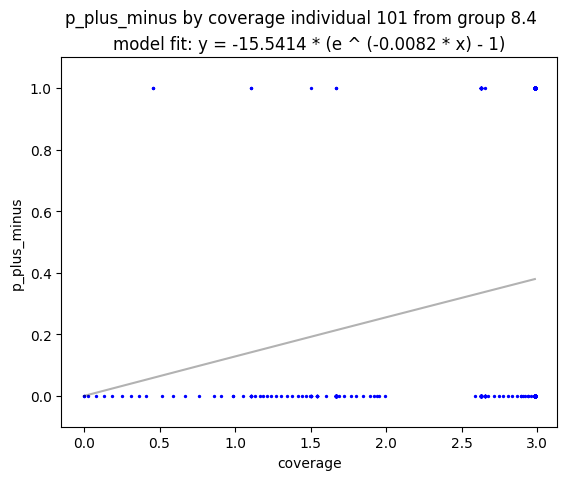 p_plus_minus by coverage individual 101 from group 8.4
model fit: y = -15.5414 * (e ^ (-0.0082 * x) - 1)
1.0
0.8
0.6
0.4
0.2
0.0
p_plus_minus
0.0 0.5 1.0 1.5 2.0 2.5 3.0
coverage